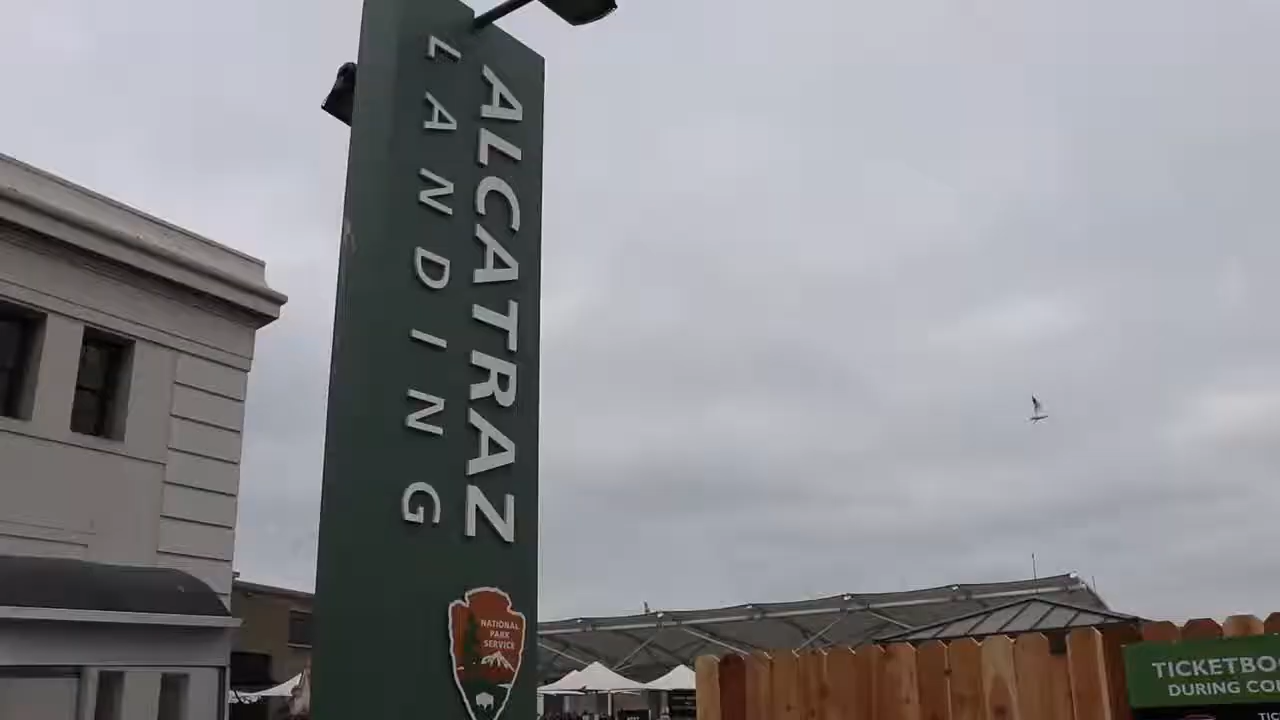 ALCATRAZ
LANDING
NATIONAL
PARK
SERVICE
TICKETBO
DURING CO